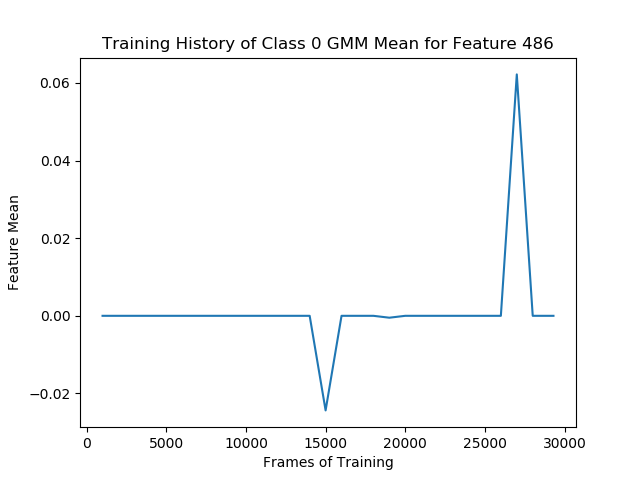 Training History of Class 0 GMM Mean for Feature 486
0.06
0.04
0.02
0.00
−0.02
Feature Mean
0 5000 10000 15000 20000 25000 30000
Frames of Training